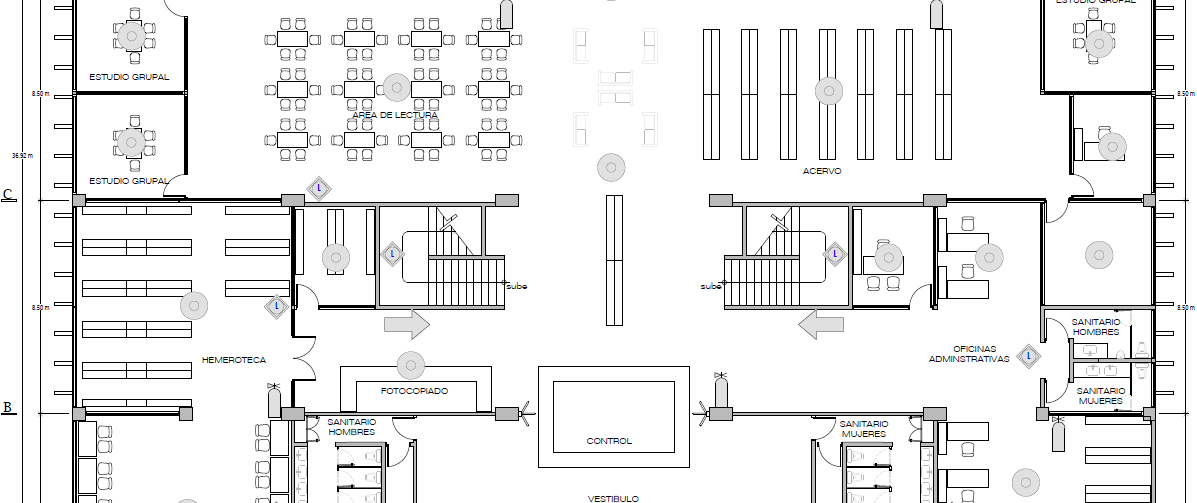 ESTUDIO GRUPAL
ESTUDIO GRUPAL
8.50 m
8.50 m
AREA DE LECTURA
36.92 m
ACERVO
ESTUDIO GRUPAL
L
C
L
L
sube
sube
L
8.50 m
8.50 m
SANITARIO
HOMBRES
HEMEROTECA
OFICINAS
ADMINSTRATIVAS
L
FOTOCOPIADO
SANITARIO
MUJERES
B
SANITARIO
HOMBRES
CONTROL
SANITARIO
MUJERES
VESTIBULO